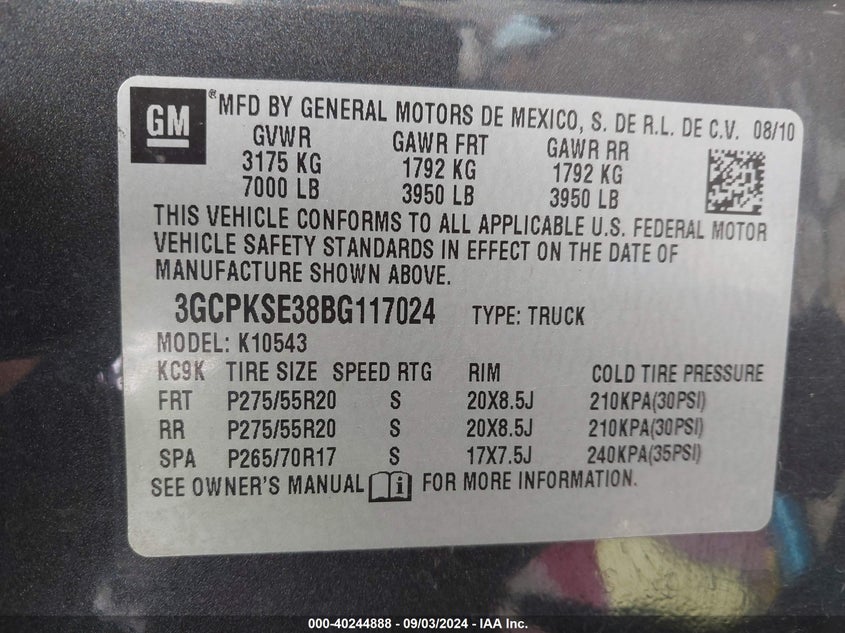 GM
® MFD BY GENERAL MOTORS DE MEXICO, S. DE R.L. DE C.V. 08/10
GVWR GAWR FRT GAWR RR
3175 KG 1792 KG 1792 KG
7000 LB 3950 LB 3950 LB
THIS VEHICLE CONFORMS TO ALL APPLICABLE U.S. FEDERAL MOTOR
VEHICLE SAFETY STANDARDS IN EFFECT ON THE DATE OF
MANUFACTURE SHOWN ABOVE.
3GCPKSE38BG117024 TYPE: TRUCK
MODEL: K10543
KC9K TIRE SIZE SPEED RTG RIM COLD TIRE PRESSURE
FRT P275/55R20 S 20X8.5J 210KPA(30PSI)
RR P275/55R20 S 20X8.5J 210KPA(30PSI)
SPA P265/70R17 S 17X7.5J 240KPA(35PSI)
SEE OWNER'S MANUAL i FOR MORE INFORMATION.
000-40244888 - 09/03/2024 - IAA Inc.